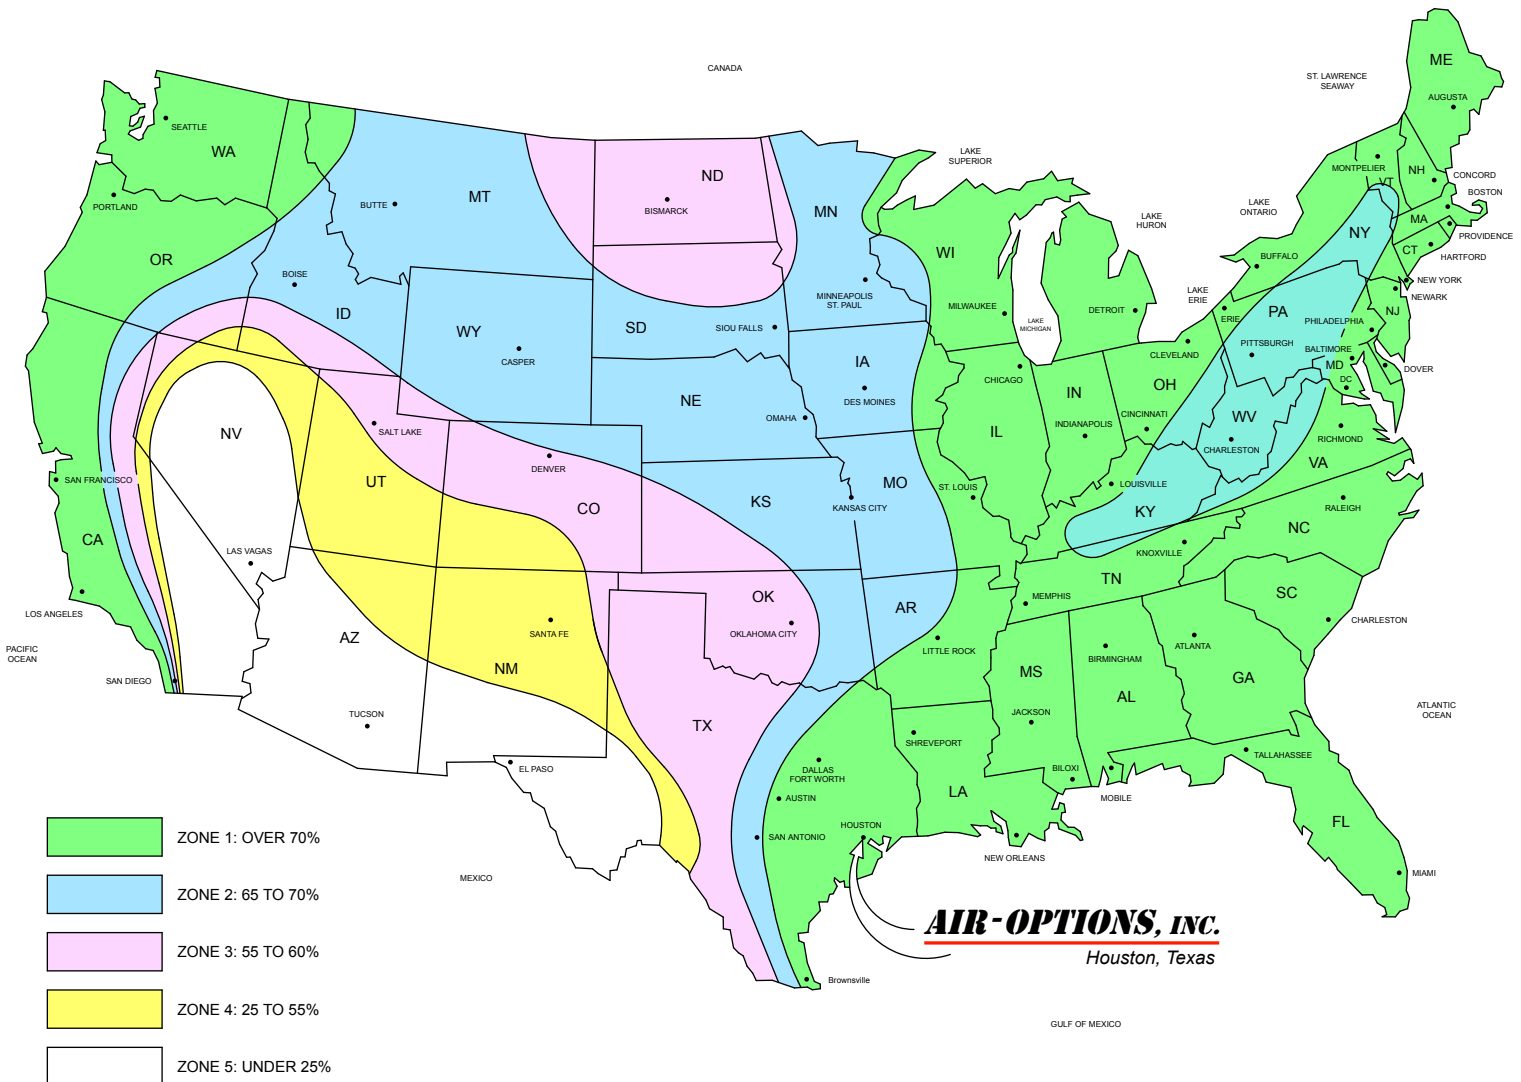 CANADA
ST. LAWRENCE
SEAWAY
ME
AUGUSTA
SEATTLE
WA
LAKE
SUPERIOR
MONTPELIER
VT
NH
CONCORD
BOSTON
PORTLAND
BUTTE
MT
ND
BISMARCK
MN
LAKE
HURON
LAKE
ONTARIO
NY
MA
PROVIDENCE
CT
HARTFORD
OR
BOISE
ID
WI
BUFFALO
NEW YORK
NEWARK
MINNEAPOLIS
ST. PAUL
MILWAUKEE
LAKE
MICHIGAN
DETROIT
LAKE
ERIE
ERIE
PA
PHILADELPHIA
NJ
WY
CASPER
SD
SIOU FALLS
IA
DES MOINES
CHICAGO
CLEVELAND
PITTSBURGH
BALTIMORE
MD
DC
DOVER
NE
OMAHA
IN
INDIANAPOLIS
OH
CINCINNATI
WV
CHARLESTON
RICHMOND
VA
NV
SALT LAKE
UT
DENVER
CO
KS
MO
KANSAS CITY
IL
ST. LOUIS
LOUISVILLE
KY
SAN FRANCISCO
CA
RALEIGH
NC
LAS VAGAS
KNOXVILLE
TN
MEMPHIS
SC
CHARLESTON
LOS ANGELES
AZ
SANTA FE
NM
OK
OKLAHOMA CITY
AR
LITTLE ROCK
PACIFIC
OCEAN
SAN DIEGO
TUCSON
MS
JACKSON
BIRMINGHAM
AL
ATLANTA
GA
ATLANTIC
OCEAN
TX
EL PASO
DALLAS
FORT WORTH
SHREVEPORT
LA
BILOXI
MOBILE
TALLAHASSEE
AUSTIN
SAN ANTONIO
HOUSTON
NEW ORLEANS
FL
MIAMI
MEXICO
ZONE 1: OVER 70%
ZONE 2: 65 TO 70%
ZONE 3: 55 TO 60%
ZONE 4: 25 TO 55%
ZONE 5: UNDER 25%
AIR-OPTIONS, INC.
Houston, Texas
Brownsville
GULF OF MEXICO